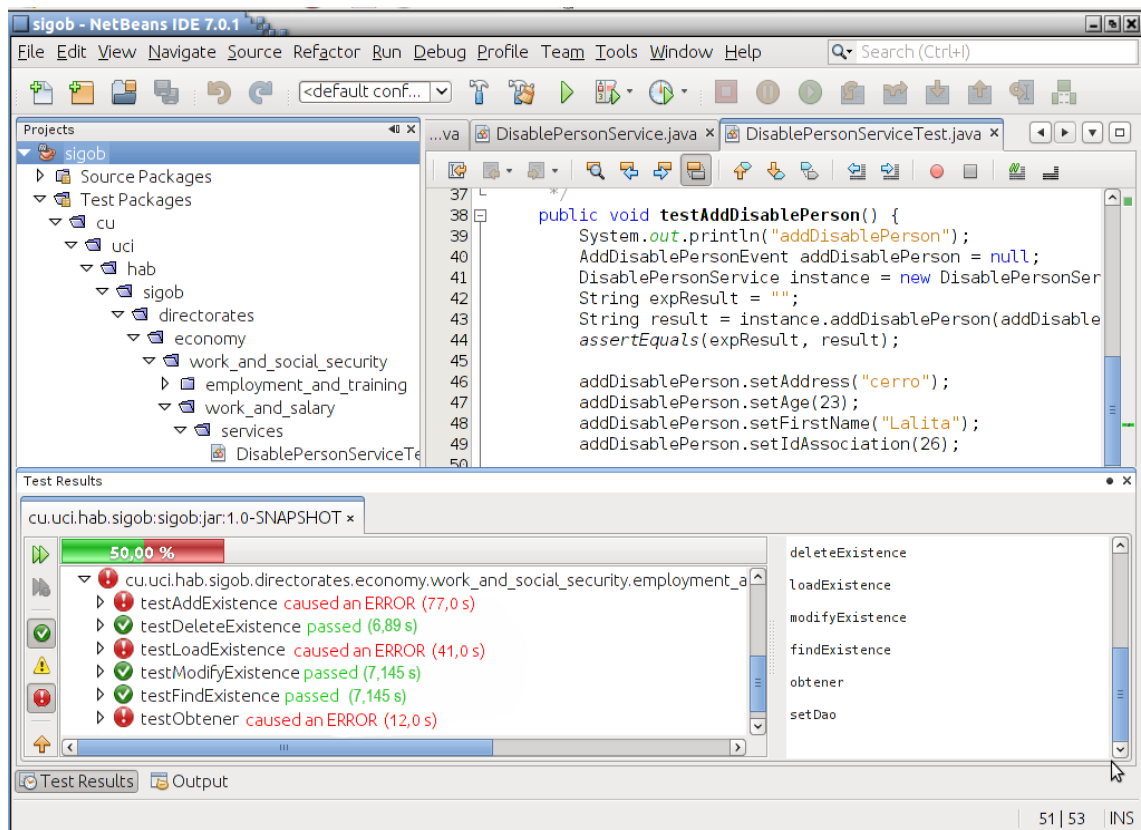 sigob - NetBeans IDE 7.0.1
File Edit View Navigate Source Refactor Run Debug Profile Team Tools Window Help
Search (Ctrl+I)
<default conf...
Projects
sigob
Source Packages
Test Packages
cu
uci
hab
sigob
directorates
economy
work_and_social_security
employment_and_training
work_and_salary
services
DisablePersonServiceTe
...va DisablePersonService.java DisablePersonServiceTest.java
37 */
38 public void testAddDisablePerson() {
39 System.out.println("addDisablePerson");
40 AddDisablePersonEvent addDisablePerson = null;
41 DisablePersonService instance = new DisablePersonSer
42 String expResult = "";
43 String result = instance.addDisablePerson(addDisable
44 assertEquals(expResult, result);
45
46 addDisablePerson.setAddress("cerro");
47 addDisablePerson.setAge(23);
48 addDisablePerson.setFirstName("Lalita");
49 addDisablePerson.setIdAssociation(26);
50
Test Results
cu.uci.hab.sigob:sigob:jar:1.0-SNAPSHOT
50,00 %
cu.uci.hab.sigob.directorates.economy.work_and_social_security.employment_a
testAddExistence caused an ERROR (77,0 s)
testDeleteExistence passed (6,89 s)
testLoadExistence caused an ERROR (41,0 s)
testModifyExistence passed (7,145 s)
testFindExistence passed (7,145 s)
testObtener caused an ERROR (12,0 s)
deleteExistence
loadExistence
modifyExistence
findExistence
obtener
setDao
Test Results Output
51 | 53 INS